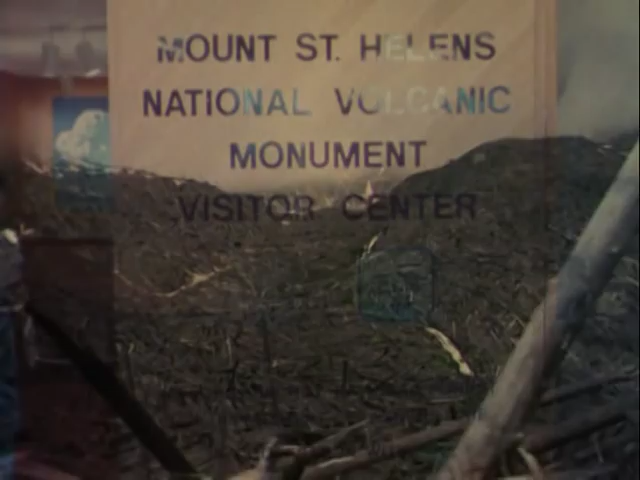 MOUNT ST. HELENS
NATIONAL VOLCANIC
MONUMENT
VISITOR CENTER